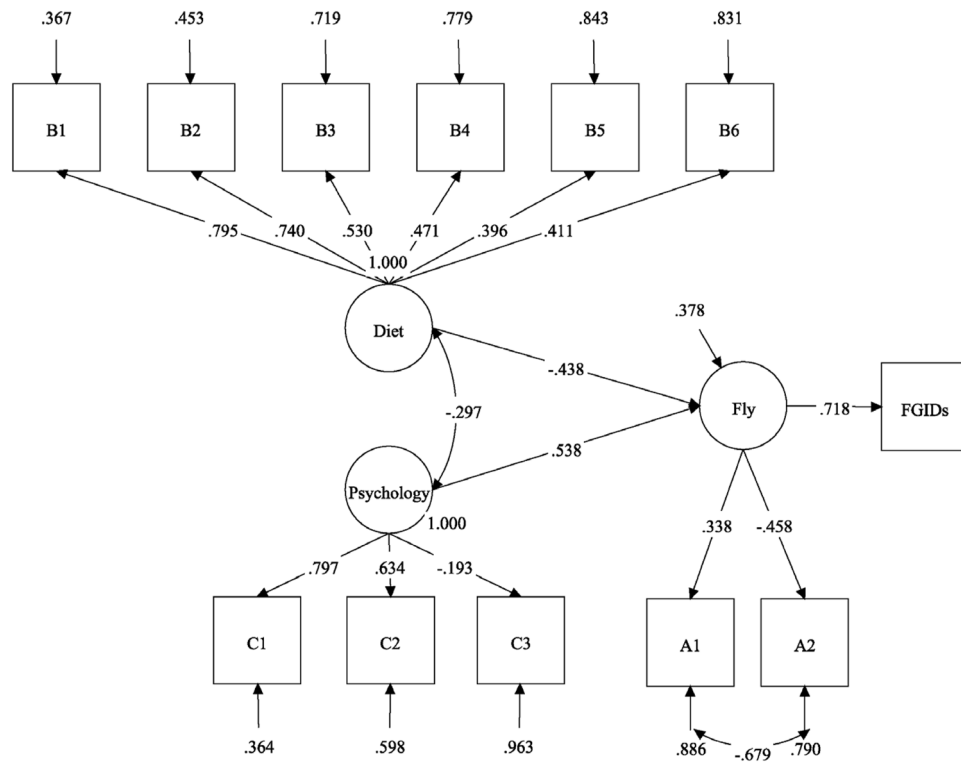 .367 .453 .719 .779 .843 .831
B1 B2 B3 B4 B5 B6
.795 .740 .530 .471 .396 .411
1.000
Diet
.378
-.438
Fly
.718
FGIDs
-.297
.538
Psychology
1.000
.338 -.458
.797 .634 -.193
C1 C2 C3
A1 A2
.364 .598 .963
.886 -.679 .790